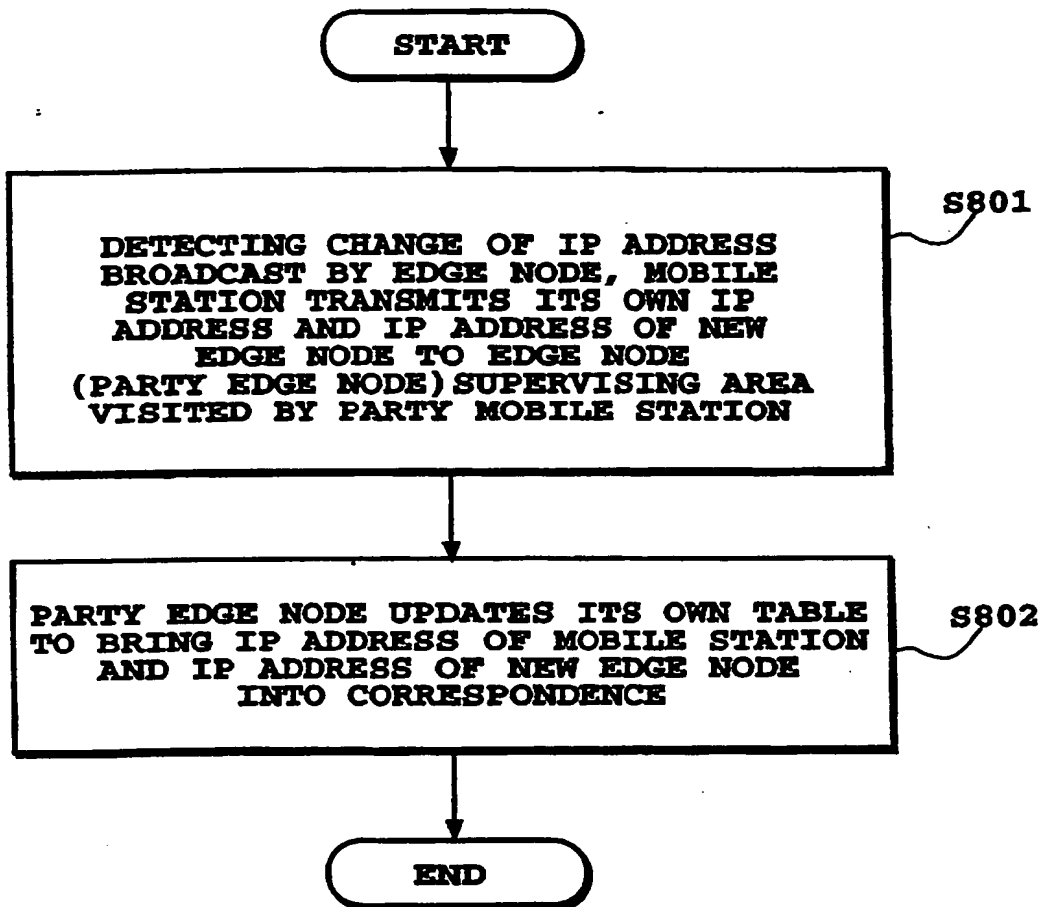 START
S801
DETECTING CHANGE OF IP ADDRESS
BROADCAST BY EDGE NODE, MOBILE
STATION TRANSMITS ITS OWN IP
ADDRESS AND IP ADDRESS OF NEW
EDGE NODE TO EDGE NODE
(PARTY EDGE NODE)SUPERVISING AREA
VISITED BY PARTY MOBILE STATION
S802
PARTY EDGE NODE UPDATES ITS OWN TABLE
TO BRING IP ADDRESS OF MOBILE STATION
AND IP ADDRESS OF NEW EDGE NODE
INTO CORRESPONDENCE
END